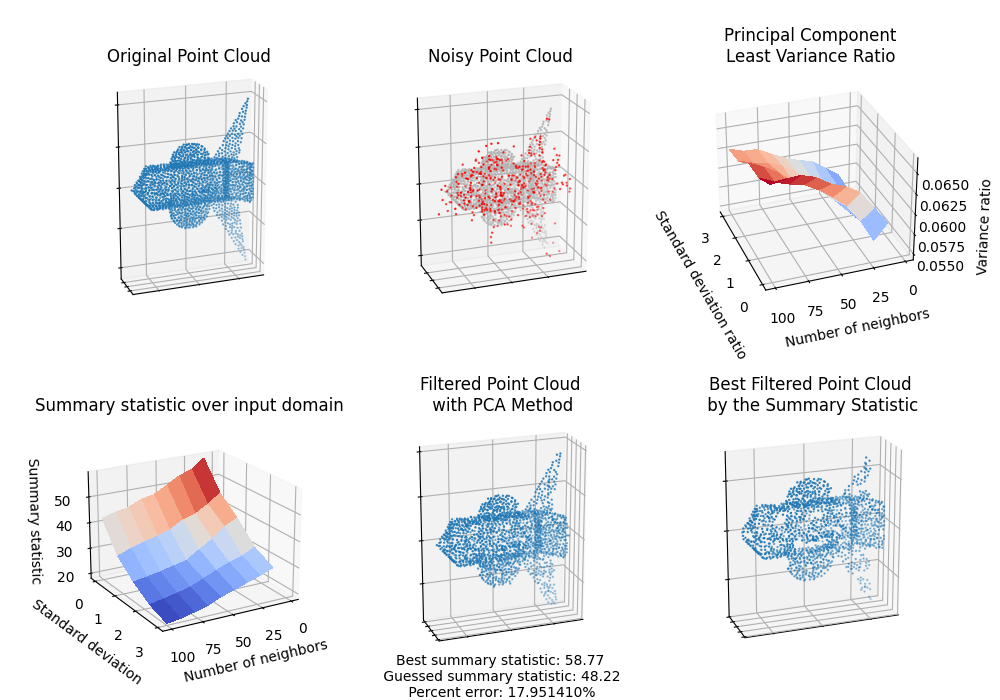 Original Point Cloud
Noisy Point Cloud
Principal Component
Least Variance Ratio
0.0650
0.0625
0.0600
0.0575
0.0550
Variance ratio
3
2
1
0
Standard deviation ratio
100 75 50 25 0
Number of neighbors
Summary statistic over input domain
50
40
30
20
Summary statistic
0
1
2
3
Standard deviation
100 75 50 25 0
Number of neighbors
Filtered Point Cloud
with PCA Method
Best summary statistic: 58.77
Guessed summary statistic: 48.22
Percent error: 17.951410%
Best Filtered Point Cloud
by the Summary Statistic